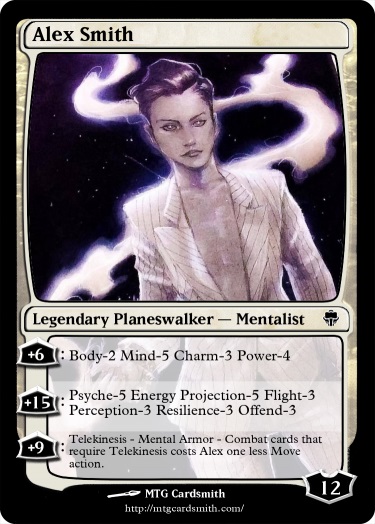 Alex Smith
Legendary Planeswalker — Mentalist
+6 : Body-2 Mind-5 Charm-3 Power-4
+15 : Psyche-5 Energy Projection-5 Flight-3
Perception-3 Resilience-3 Offend-3
+9 : Telekinesis - Mental Armor - Combat cards that
require Telekinesis costs Alex one less Move
action.
12
MTG Cardsmith
http://mtgcardsmith.com/